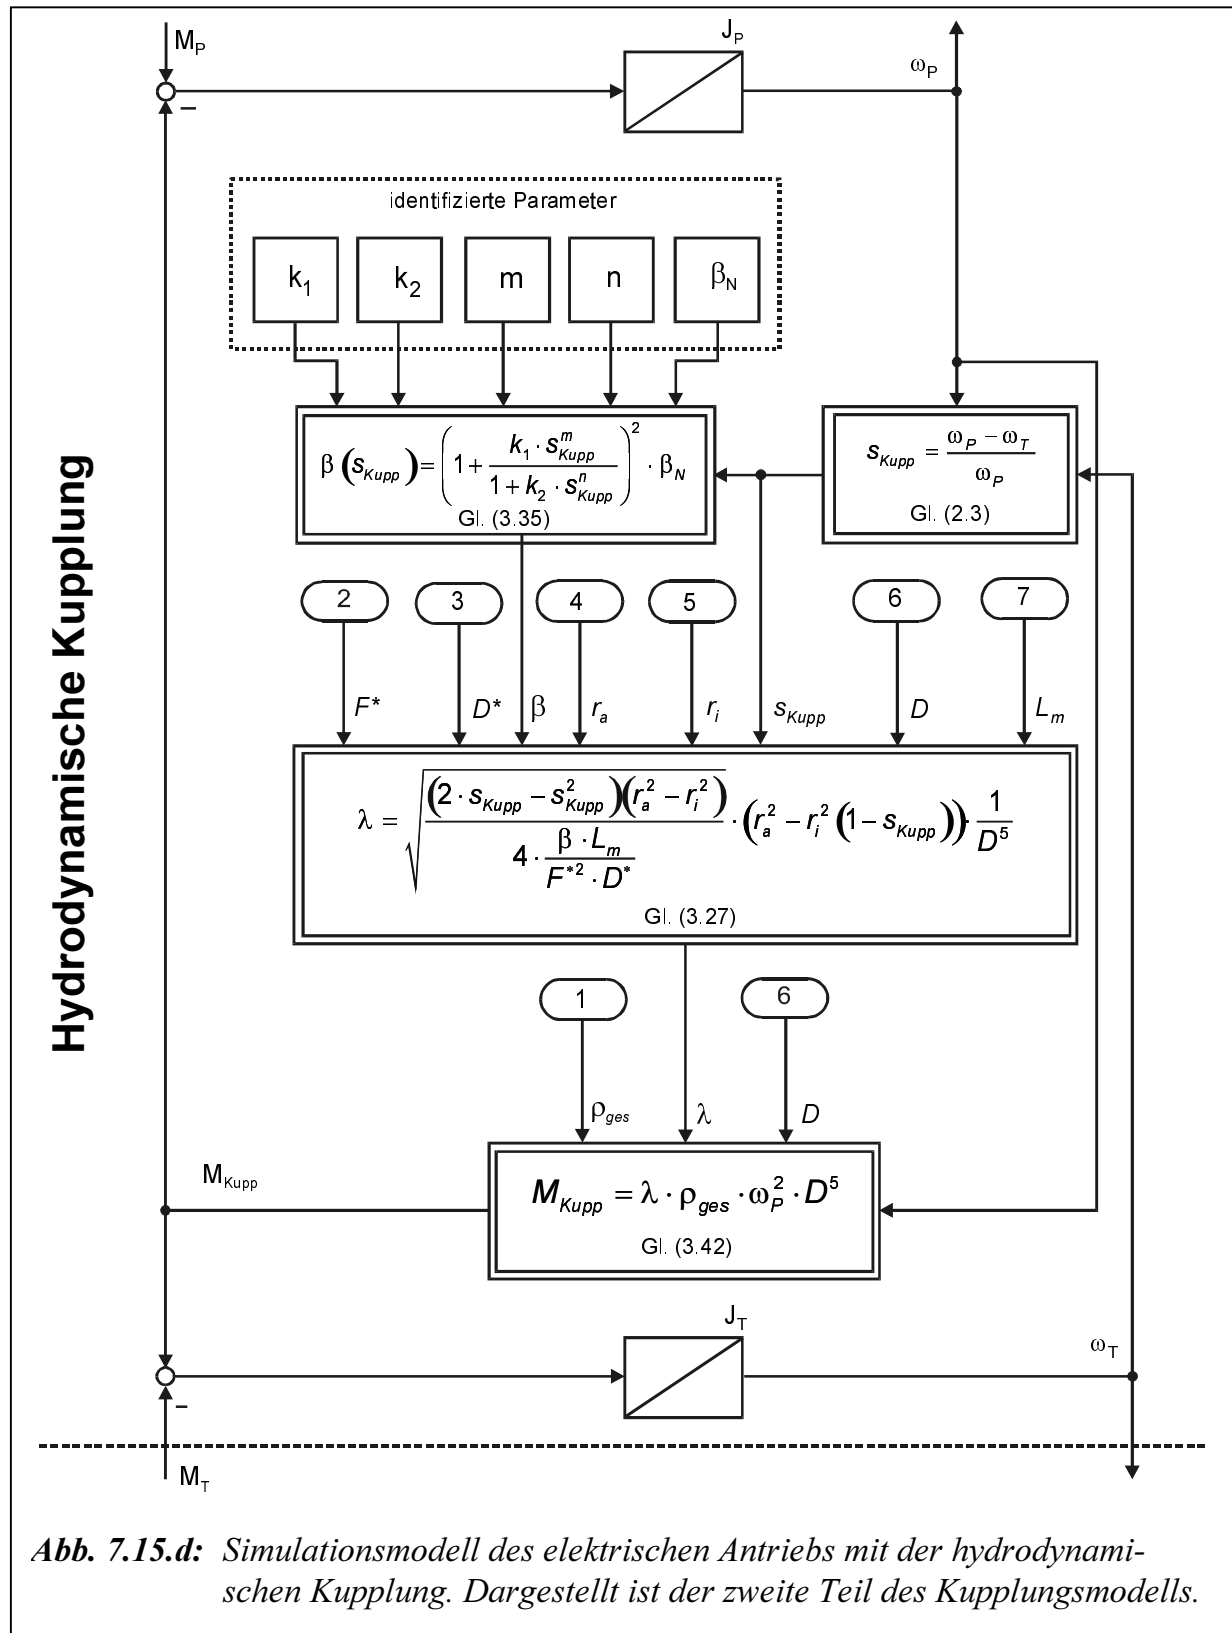 Hydrodynamische Kupplung
M_P
J_P
ω_P
–
identifizierte Parameter
k_1 k_2 m n β_N
β(s_Kupp) = (1 + (k_1 · s_Kupp^m) / (1 + k_2 · s_Kupp^n))^2 · β_N
Gl. (3.35)
s_Kupp = (ω_P – ω_T) / ω_P
Gl. (2.3)
2 3 4 5 6 7
F* D* β r_a r_i s_Kupp D L_m
λ = √( ((2 · s_Kupp – s_Kupp^2)(r_a^2 – r_i^2)) / (4 · (β · L_m) / (F*^2 · D*)) ) · (r_a^2 – r_i^2 (1 – s_Kupp)) · 1 / D^5
Gl. (3.27)
1 6
ρ_ges λ D
M_Kupp
M_Kupp = λ · ρ_ges · ω_P^2 · D^5
Gl. (3.42)
J_T
ω_T
–
M_T
Abb. 7.15.d: Simulationsmodell des elektrischen Antriebs mit der hydrodynami-
schen Kupplung. Dargestellt ist der zweite Teil des Kupplungsmodells.